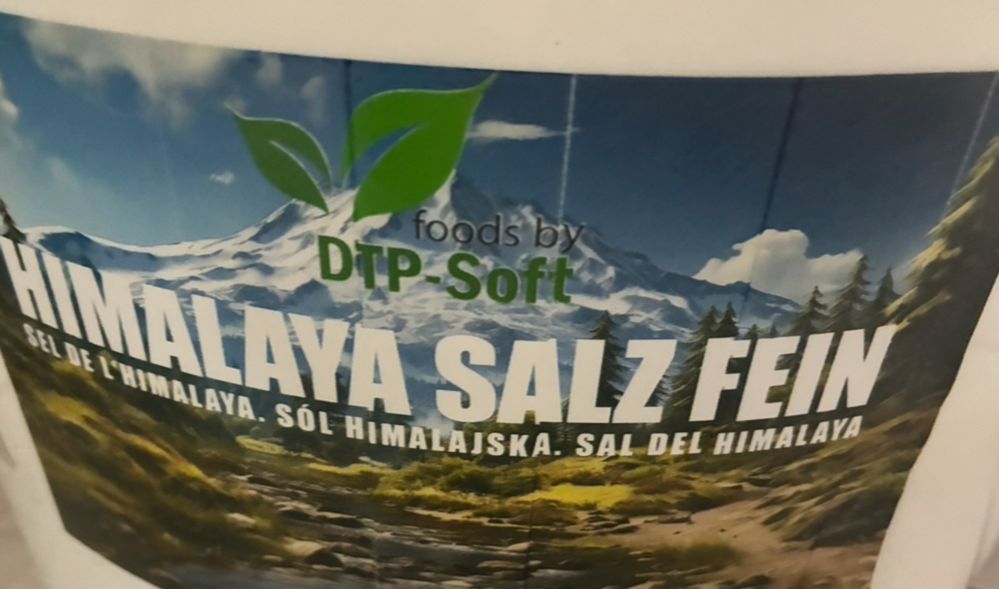 foods by
DTP-Soft
HIMALAYA SALZ FEIN
SEL DE L'HIMALAYA. SÓL HIMALAJSKA. SAL DEL HIMALAYA